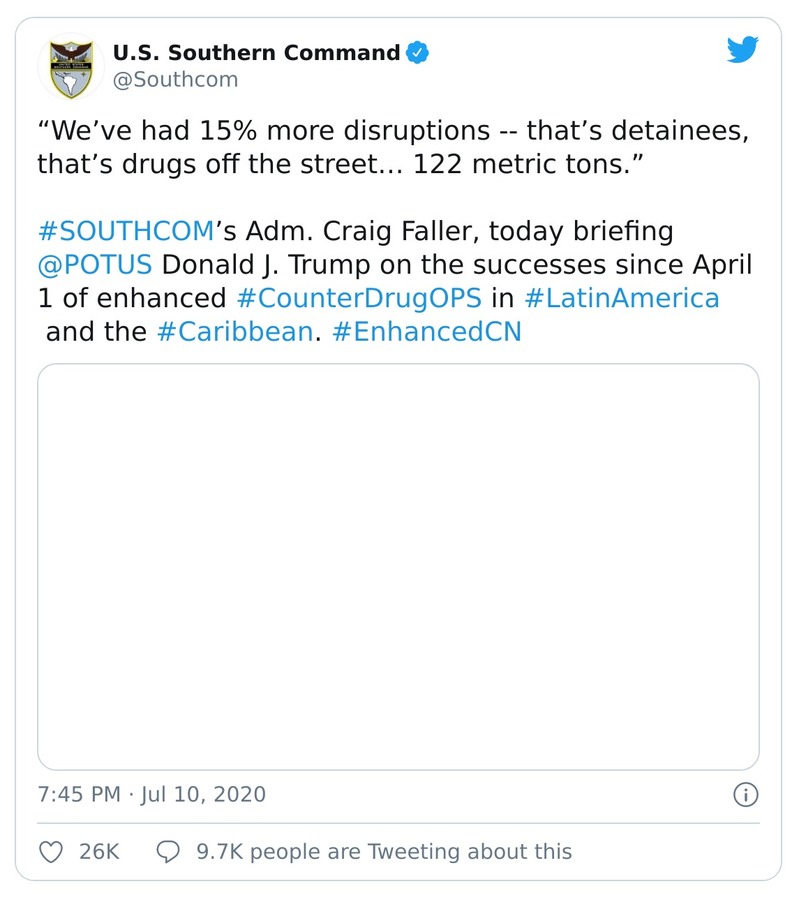 U.S. Southern Command
@Southcom
“We’ve had 15% more disruptions -- that’s detainees,
that’s drugs off the street… 122 metric tons.”
#SOUTHCOM’s Adm. Craig Faller, today briefing
@POTUS Donald J. Trump on the successes since April
1 of enhanced #CounterDrugOPS in #LatinAmerica
and the #Caribbean. #EnhancedCN
7:45 PM · Jul 10, 2020
26K
9.7K people are Tweeting about this